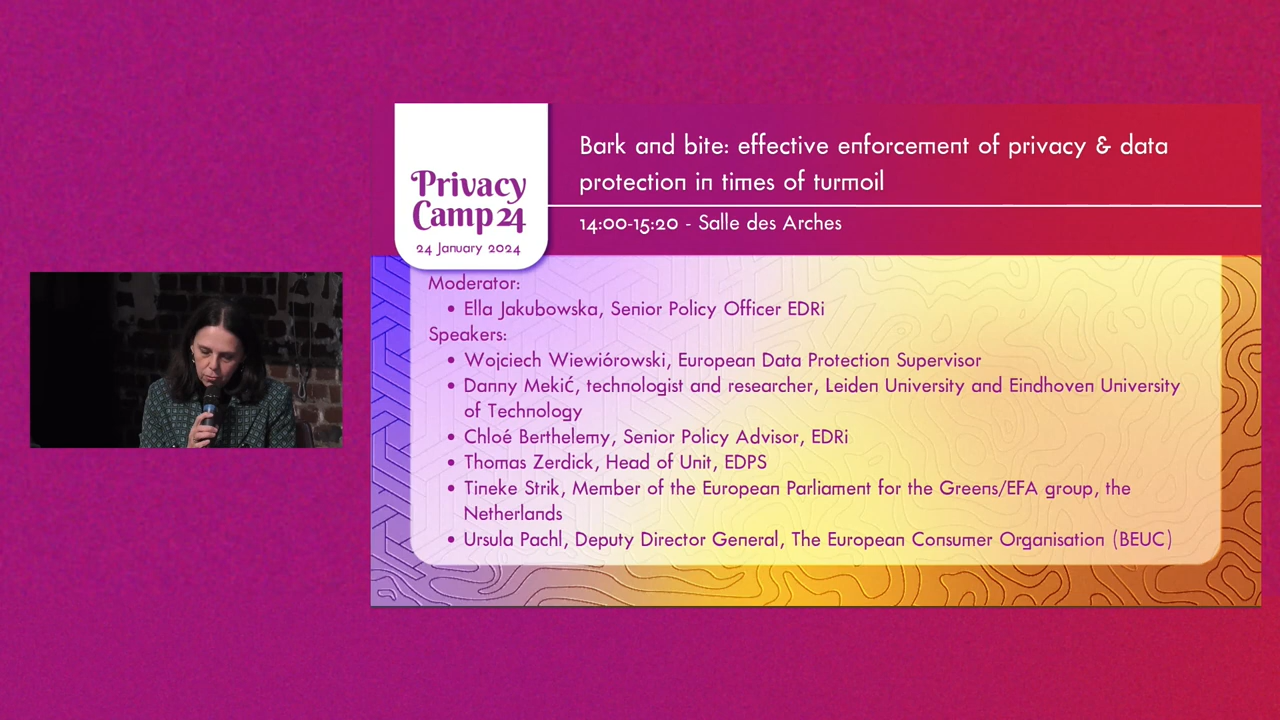 Privacy
Camp 24
24 January 2024
Bark and bite: effective enforcement of privacy & data
protection in times of turmoil
14:00-15:20 - Salle des Arches
Moderator:
• Ella Jakubowska, Senior Policy Officer EDRi
Speakers:
• Wojciech Wiewiórowski, European Data Protection Supervisor
• Danny Mekić, technologist and researcher, Leiden University and Eindhoven University
of Technology
• Chloé Berthelemy, Senior Policy Advisor, EDRi
• Thomas Zerdick, Head of Unit, EDPS
• Tineke Strik, Member of the European Parliament for the Greens/EFA group, the
Netherlands
• Ursula Pachl, Deputy Director General, The European Consumer Organisation (BEUC)